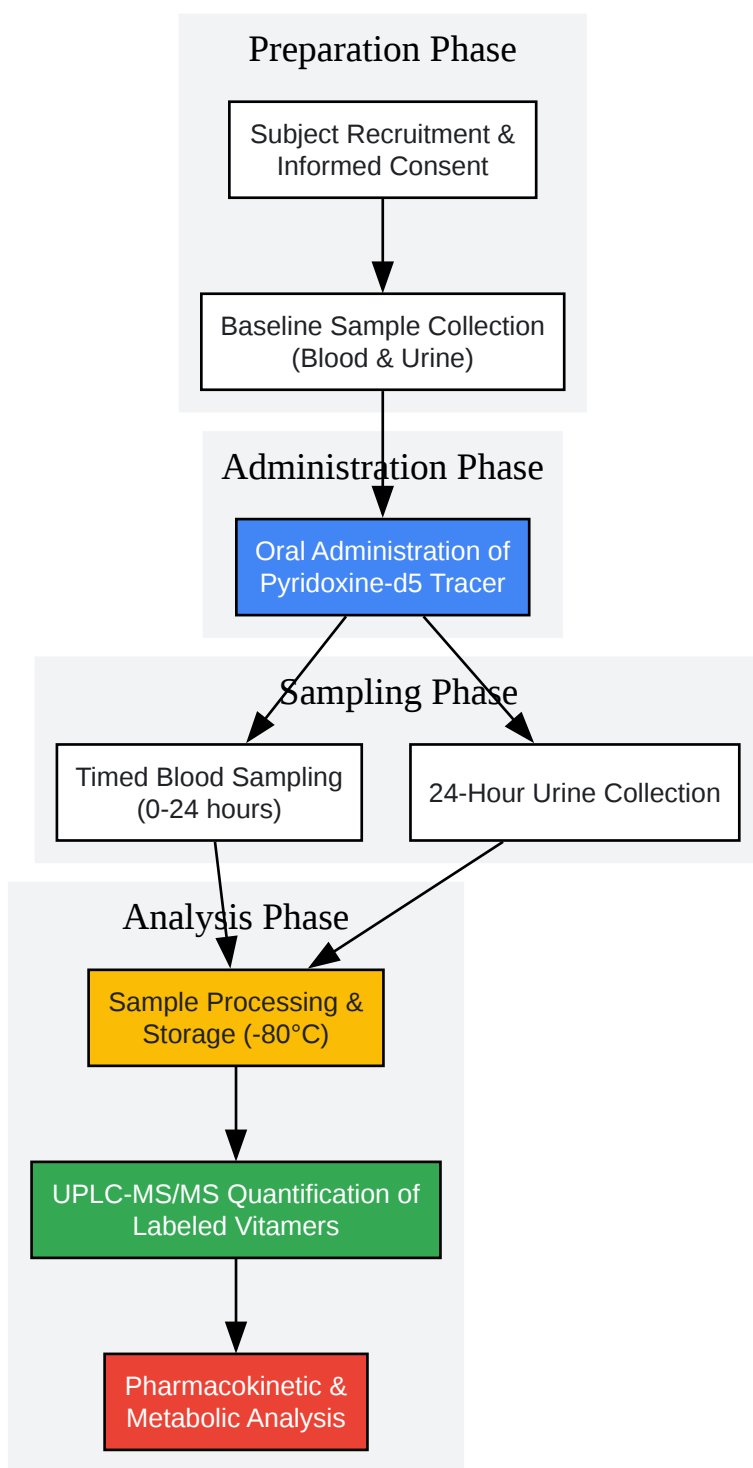 Preparation Phase
Subject Recruitment &
Informed Consent
Baseline Sample Collection
(Blood & Urine)
Administration Phase
Oral Administration of
Pyridoxine-d5 Tracer
Sampling Phase
Timed Blood Sampling
(0-24 hours)
24-Hour Urine Collection
Analysis Phase
Sample Processing &
Storage (-80°C)
UPLC-MS/MS Quantification of
Labeled Vitamers
Pharmacokinetic &
Metabolic Analysis